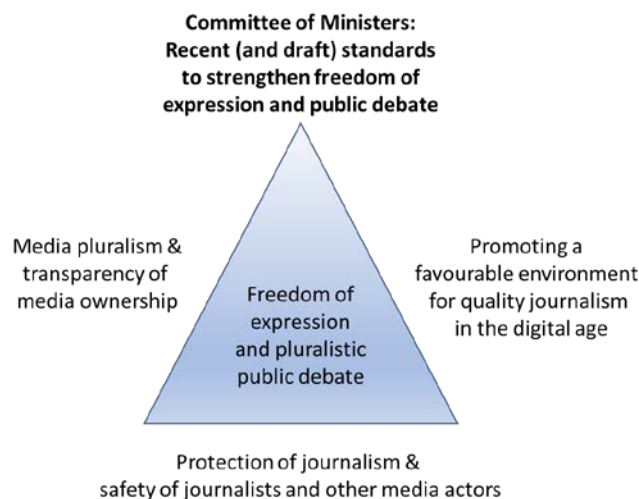 Committee of Ministers:
Recent (and draft) standards
to strengthen freedom of
expression and public debate
Media pluralism &
transparency of
media ownership
Promoting a
favourable environment
for quality journalism
in the digital age
Freedom of
expression
and pluralistic
public debate
Protection of journalism &
safety of journalists and other media actors